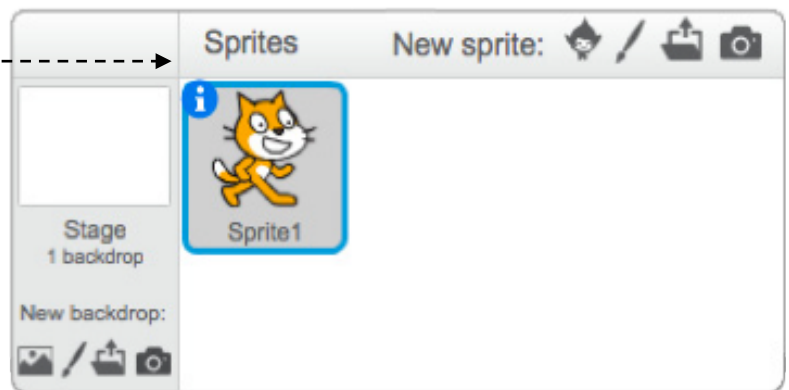 Sprites New sprite:
Sprite1
Stage
1 backdrop
New backdrop: